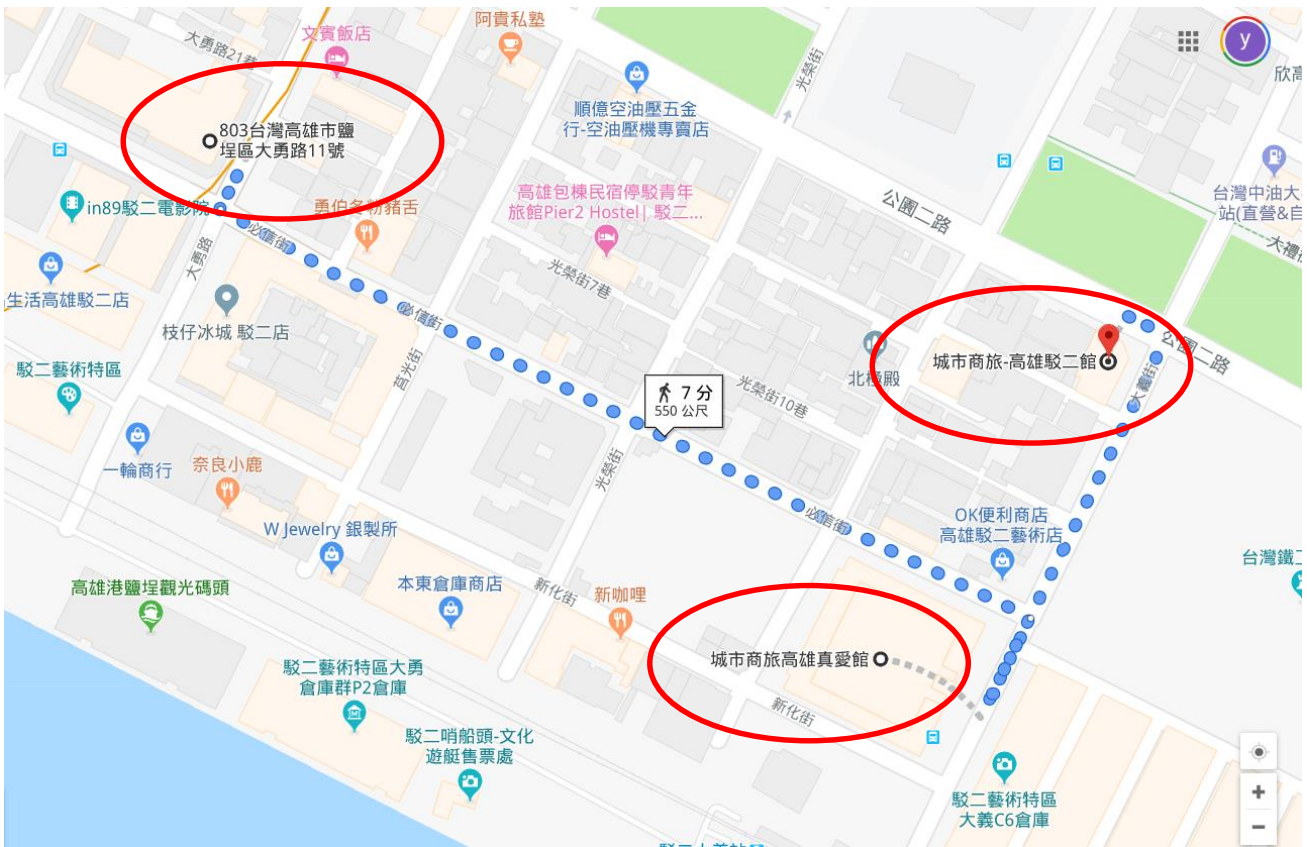 阿貴私塾
文賓飯店
大勇路21巷
光榮街
y
欣高
順億空油壓五金
行-空油壓機專賣店
803台灣高雄市鹽
埕區大勇路11號
高雄包棟民宿停駁青年
旅館Pier2 Hostel| 駁二...
公園二路
台灣中油大
站(直營&自
in89駁二電影院
勇伯冬粉豬舌
必信街
大勇路
大禮街
光榮街7巷
生活高雄駁二店
必信街
枝仔冰城 駁二店
莒光街
駁二藝術特區
城市商旅-高雄駁二館
公園二路
北極殿
大義街
7 分
550 公尺
光榮街10巷
一輪商行
奈良小鹿
光榮街
必信街
OK便利商店
高雄駁二藝術店
W Jewelry 銀製所
台灣鐵
高雄港鹽埕觀光碼頭
本東倉庫商店
新化街
新咖哩
城市商旅高雄真愛館
駁二藝術特區大勇
倉庫群P2倉庫
新化街
駁二哨船頭-文化
遊艇售票處
駁二藝術特區
大義C6倉庫
+
−